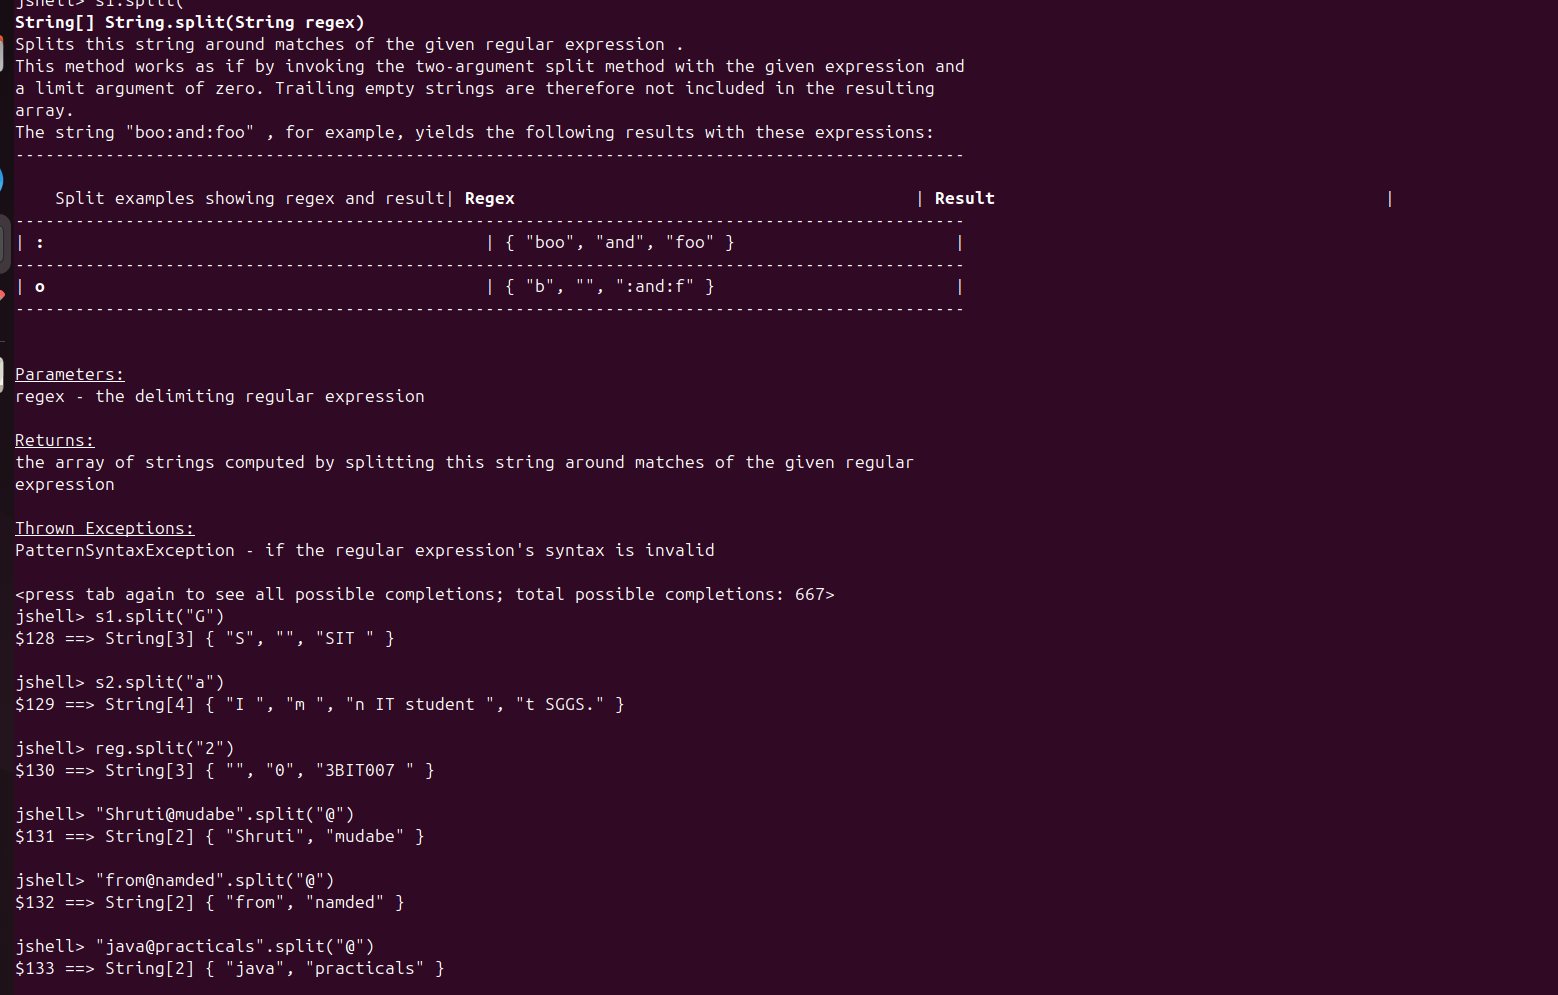 jshell> s1.split(
String[] String.split(String regex)
Splits this string around matches of the given regular expression .
This method works as if by invoking the two-argument split method with the given expression and
a limit argument of zero. Trailing empty strings are therefore not included in the resulting
array.
The string "boo:and:foo" , for example, yields the following results with these expressions:
-----------------------------------------------------------------------------------------------
    Split examples showing regex and result| Regex                                        | Result                                       |
-----------------------------------------------------------------------------------------------
| :                                            | { "boo", "and", "foo" }                      |
-----------------------------------------------------------------------------------------------
| o                                            | { "b", "", ":and:f" }                        |
-----------------------------------------------------------------------------------------------
Parameters:
regex - the delimiting regular expression
Returns:
the array of strings computed by splitting this string around matches of the given regular
expression
Thrown Exceptions:
PatternSyntaxException - if the regular expression's syntax is invalid
<press tab again to see all possible completions; total possible completions: 667>
jshell> s1.split("G")
$128 ==> String[3] { "S", "", "SIT " }
jshell> s2.split("a")
$129 ==> String[4] { "I ", "m ", "n IT student ", "t SGGS." }
jshell> reg.split("2")
$130 ==> String[3] { "", "0", "3BIT007 " }
jshell> "Shruti@mudabe".split("@")
$131 ==> String[2] { "Shruti", "mudabe" }
jshell> "from@namded".split("@")
$132 ==> String[2] { "from", "namded" }
jshell> "java@practicals".split("@")
$133 ==> String[2] { "java", "practicals" }